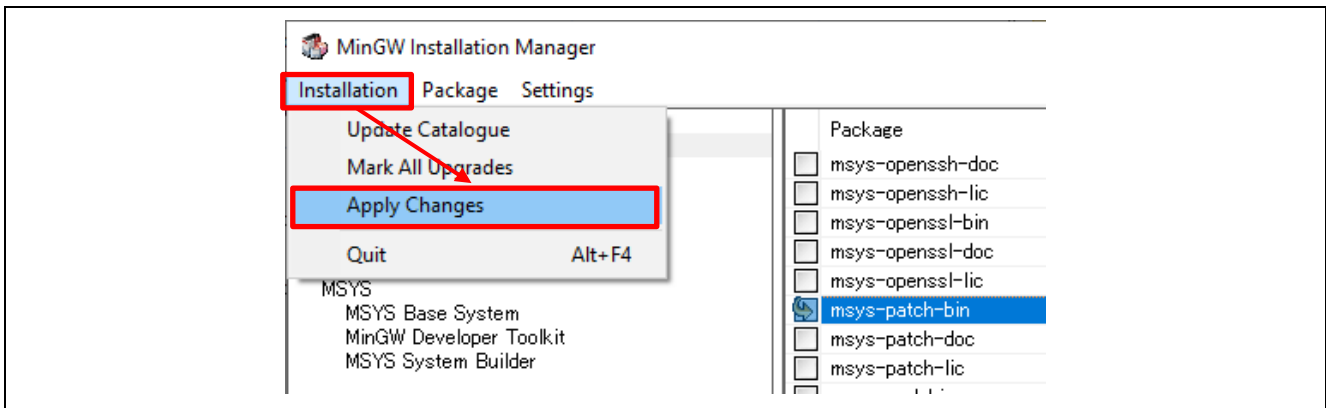 MinGW Installation Manager
Installation Package Settings
Update Catalogue
Mark All Upgrades
Apply Changes
Quit Alt+F4
MSYS
MSYS Base System
MinGW Developer Toolkit
MSYS System Builder
Package
msys-openssh-doc
msys-openssh-lic
msys-openssl-bin
msys-openssl-doc
msys-openssl-lic
msys-patch-bin
msys-patch-doc
msys-patch-lic